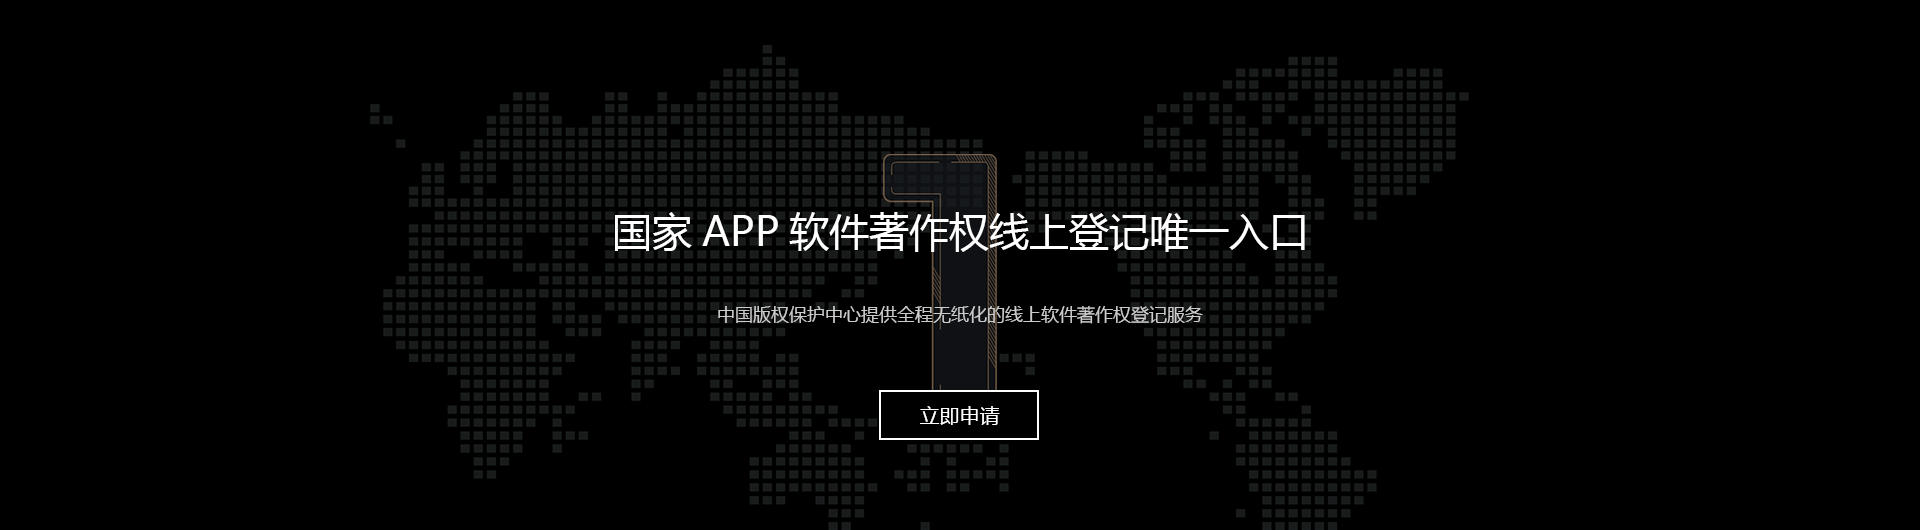 国家 APP 软件著作权线上登记唯一入口
中国版权保护中心提供全程无纸化的线上软件著作权登记服务
立即申请